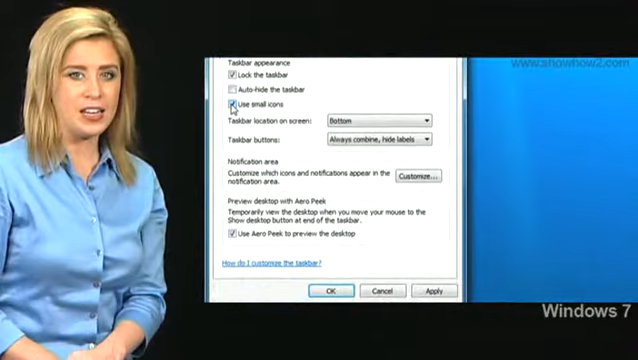 www.showhow2.com
Taskbar appearance
Lock the taskbar
Auto-hide the taskbar
Use small icons
Taskbar location on screen: Bottom
Taskbar buttons: Always combine, hide labels
Notification area
Customize which icons and notifications appear in the
notification area.
Customize...
Preview desktop with Aero Peek
Temporarily view the desktop when you move your mouse to the
Show desktop button at end of the taskbar.
Use Aero Peek to preview the desktop
How do I customize the taskbar?
OK Cancel Apply
Windows 7